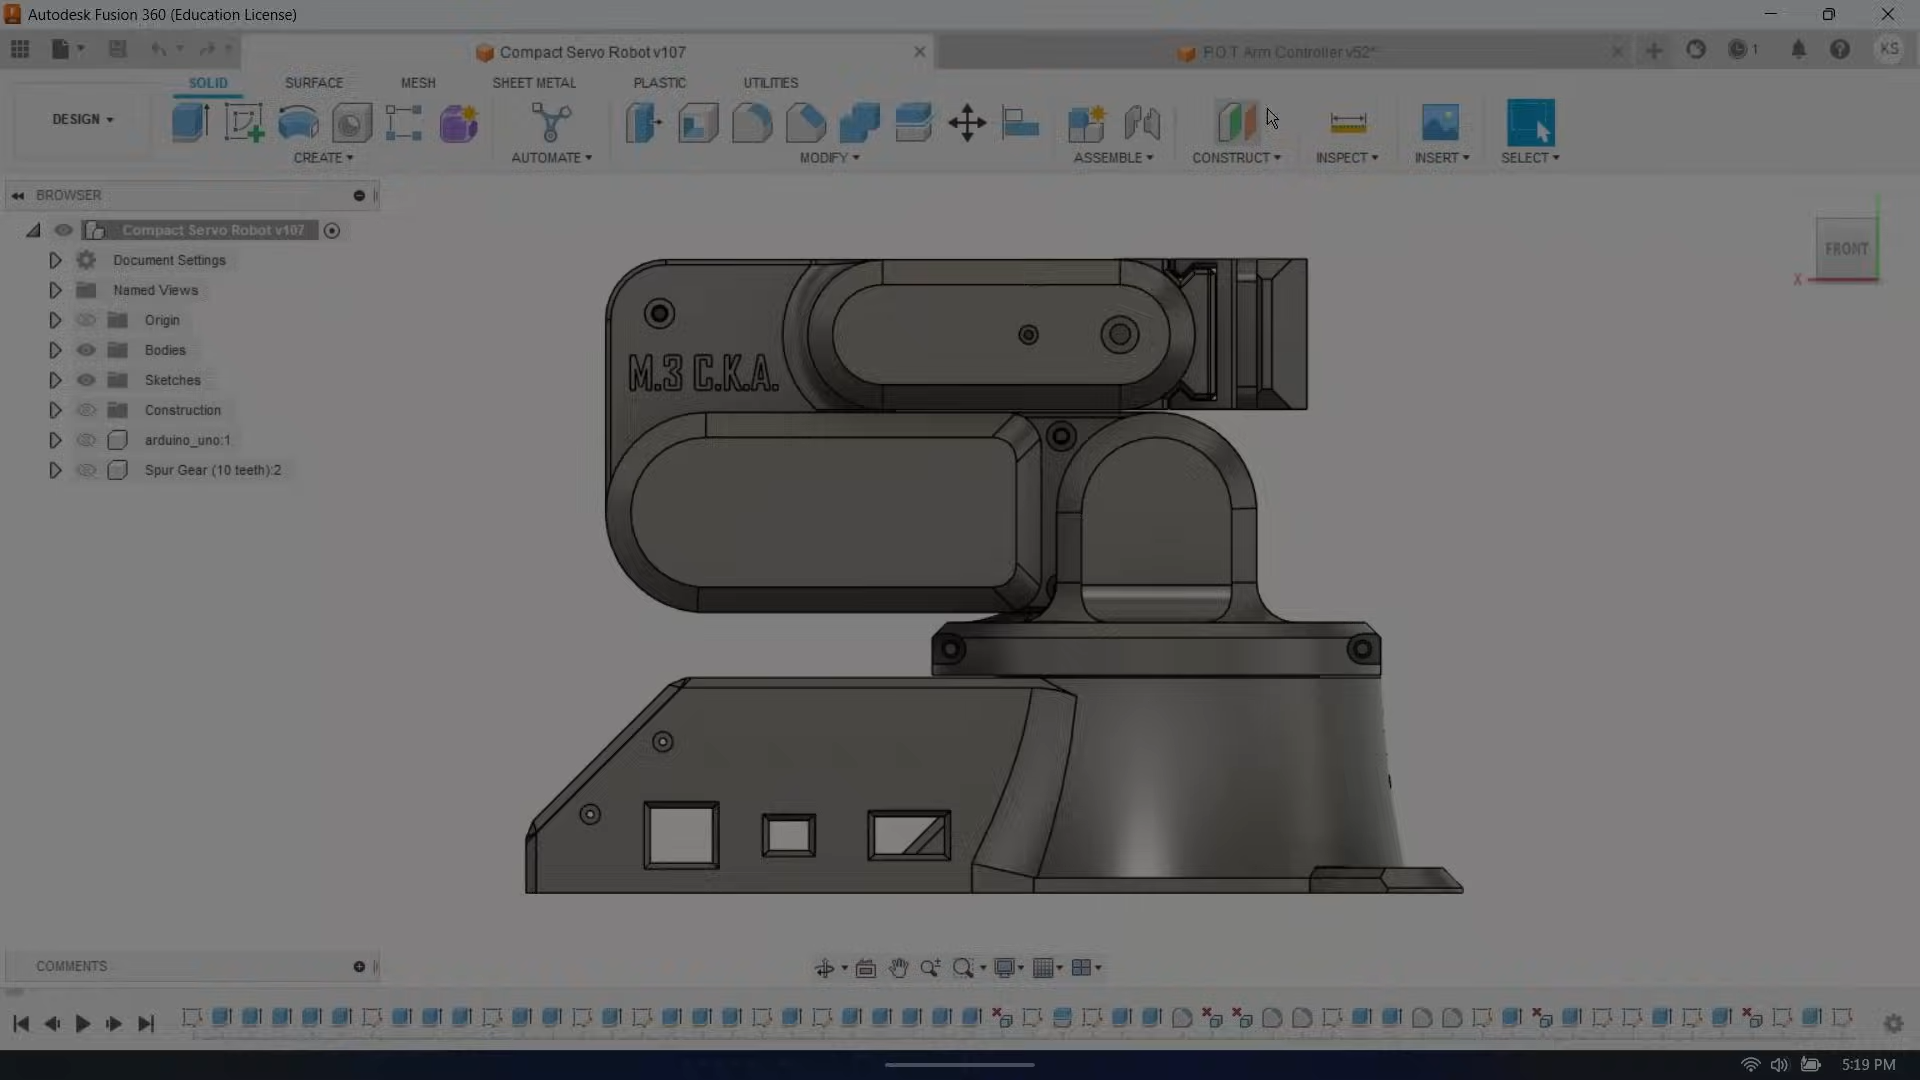 Autodesk Fusion 360 (Education License)
Compact Servo Robot v107
P.O.T Arm Controller v52*
1
KS
SOLID
SURFACE
MESH
SHEET METAL
PLASTIC
UTILITIES
DESIGN
CREATE
AUTOMATE
MODIFY
ASSEMBLE
CONSTRUCT
INSPECT
INSERT
SELECT
BROWSER
Compact Servo Robot v107
Document Settings
Named Views
Origin
Bodies
Sketches
Construction
arduino_uno:1
Spur Gear (10 teeth):2
FRONT
X
M.3 C.K.A.
COMMENTS
5:19 PM